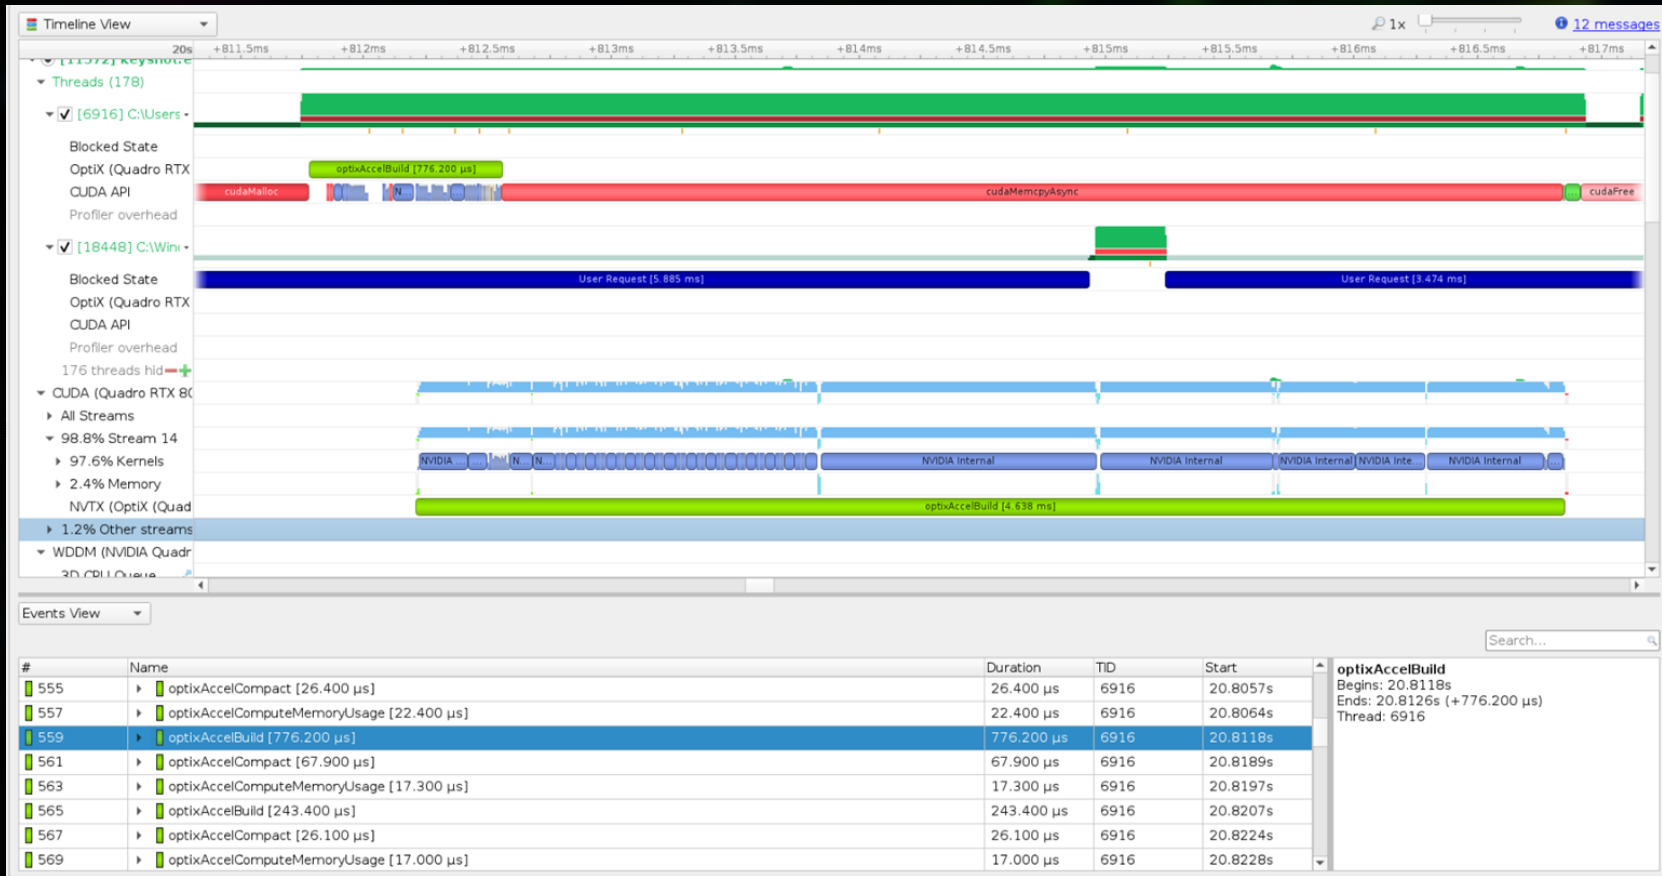 Timeline View
1x
12 messages
20s
+811.5ms
+812ms
+812.5ms
+813ms
+813.5ms
+814ms
+814.5ms
+815ms
+815.5ms
+816ms
+816.5ms
+817ms
[11572] keyshot.e
Threads (178)
[6916] C:\Users
Blocked State
OptiX (Quadro RTX
optixAccelBuild [776.200 µs]
CUDA API
cudaMalloc
N...
cudaMemcpyAsync
cudaFree
Profiler overhead
[18448] C:\Wind
Blocked State
User Request [5.885 ms]
User Request [3.474 ms]
OptiX (Quadro RTX
CUDA API
Profiler overhead
176 threads hid
CUDA (Quadro RTX 80
All Streams
98.8% Stream 14
97.6% Kernels
NVIDIA ...
...
N...
N...
NVIDIA Internal
NVIDIA Internal
NVIDIA Internal
NVIDIA Inte...
NVIDIA Internal
...
2.4% Memory
NVTX (OptiX (Quad
optixAccelBuild [4.638 ms]
1.2% Other streams
WDDM (NVIDIA Quadr
3D CPU Queue
Events View
Search...
# Name Duration TID Start
555 optixAccelCompact [26.400 µs] 26.400 µs 6916 20.8057s
557 optixAccelComputeMemoryUsage [22.400 µs] 22.400 µs 6916 20.8064s
559 optixAccelBuild [776.200 µs] 776.200 µs 6916 20.8118s
561 optixAccelCompact [67.900 µs] 67.900 µs 6916 20.8189s
563 optixAccelComputeMemoryUsage [17.300 µs] 17.300 µs 6916 20.8197s
565 optixAccelBuild [243.400 µs] 243.400 µs 6916 20.8207s
567 optixAccelCompact [26.100 µs] 26.100 µs 6916 20.8224s
569 optixAccelComputeMemoryUsage [17.000 µs] 17.000 µs 6916 20.8228s
optixAccelBuild
Begins: 20.8118s
Ends: 20.8126s (+776.200 µs)
Thread: 6916